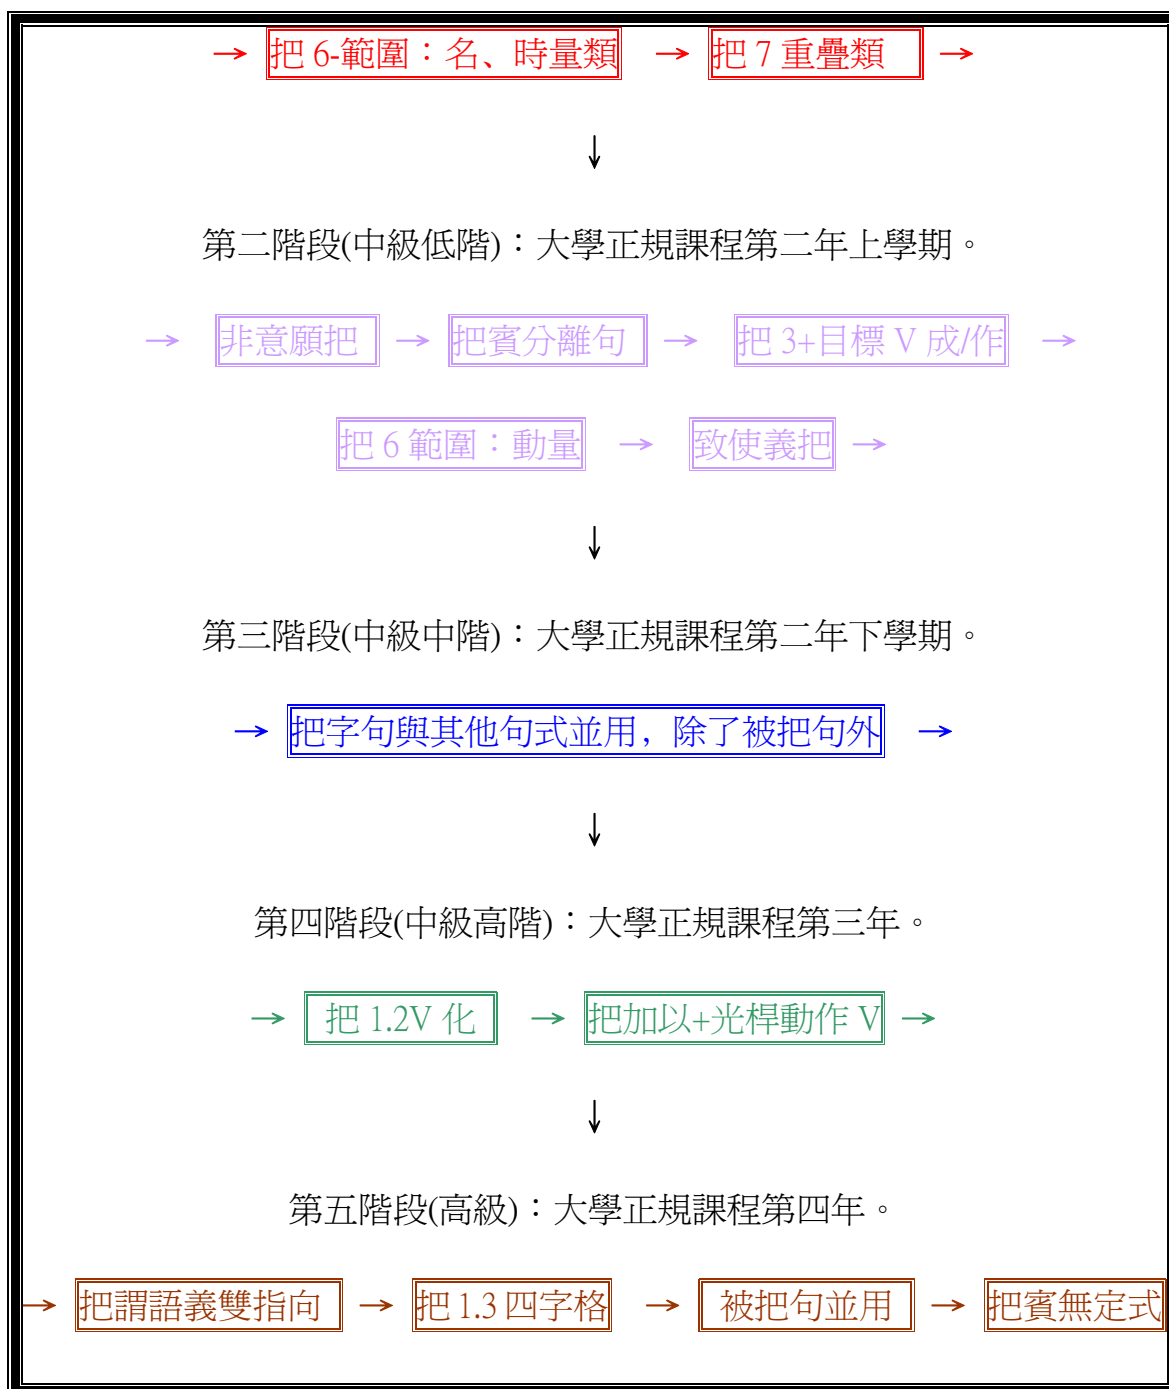 → 把 6-範圍：名、時量類 → 把 7 重疊類 →
↓
第二階段(中級低階)：大學正規課程第二年上學期。
→ 非意願把 → 把賓分離句 → 把 3+目標 V 成/作 →
把 6 範圍：動量 → 致使義把 →
↓
第三階段(中級中階)：大學正規課程第二年下學期。
→ 把字句與其他句式並用，除了被把句外 →
↓
第四階段(中級高階)：大學正規課程第三年。
→ 把 1.2V 化 → 把加以+光桿動作 V →
↓
第五階段(高級)：大學正規課程第四年。
→ 把謂語義雙指向 → 把 1.3 四字格 → 被把句並用 → 把賓無定式